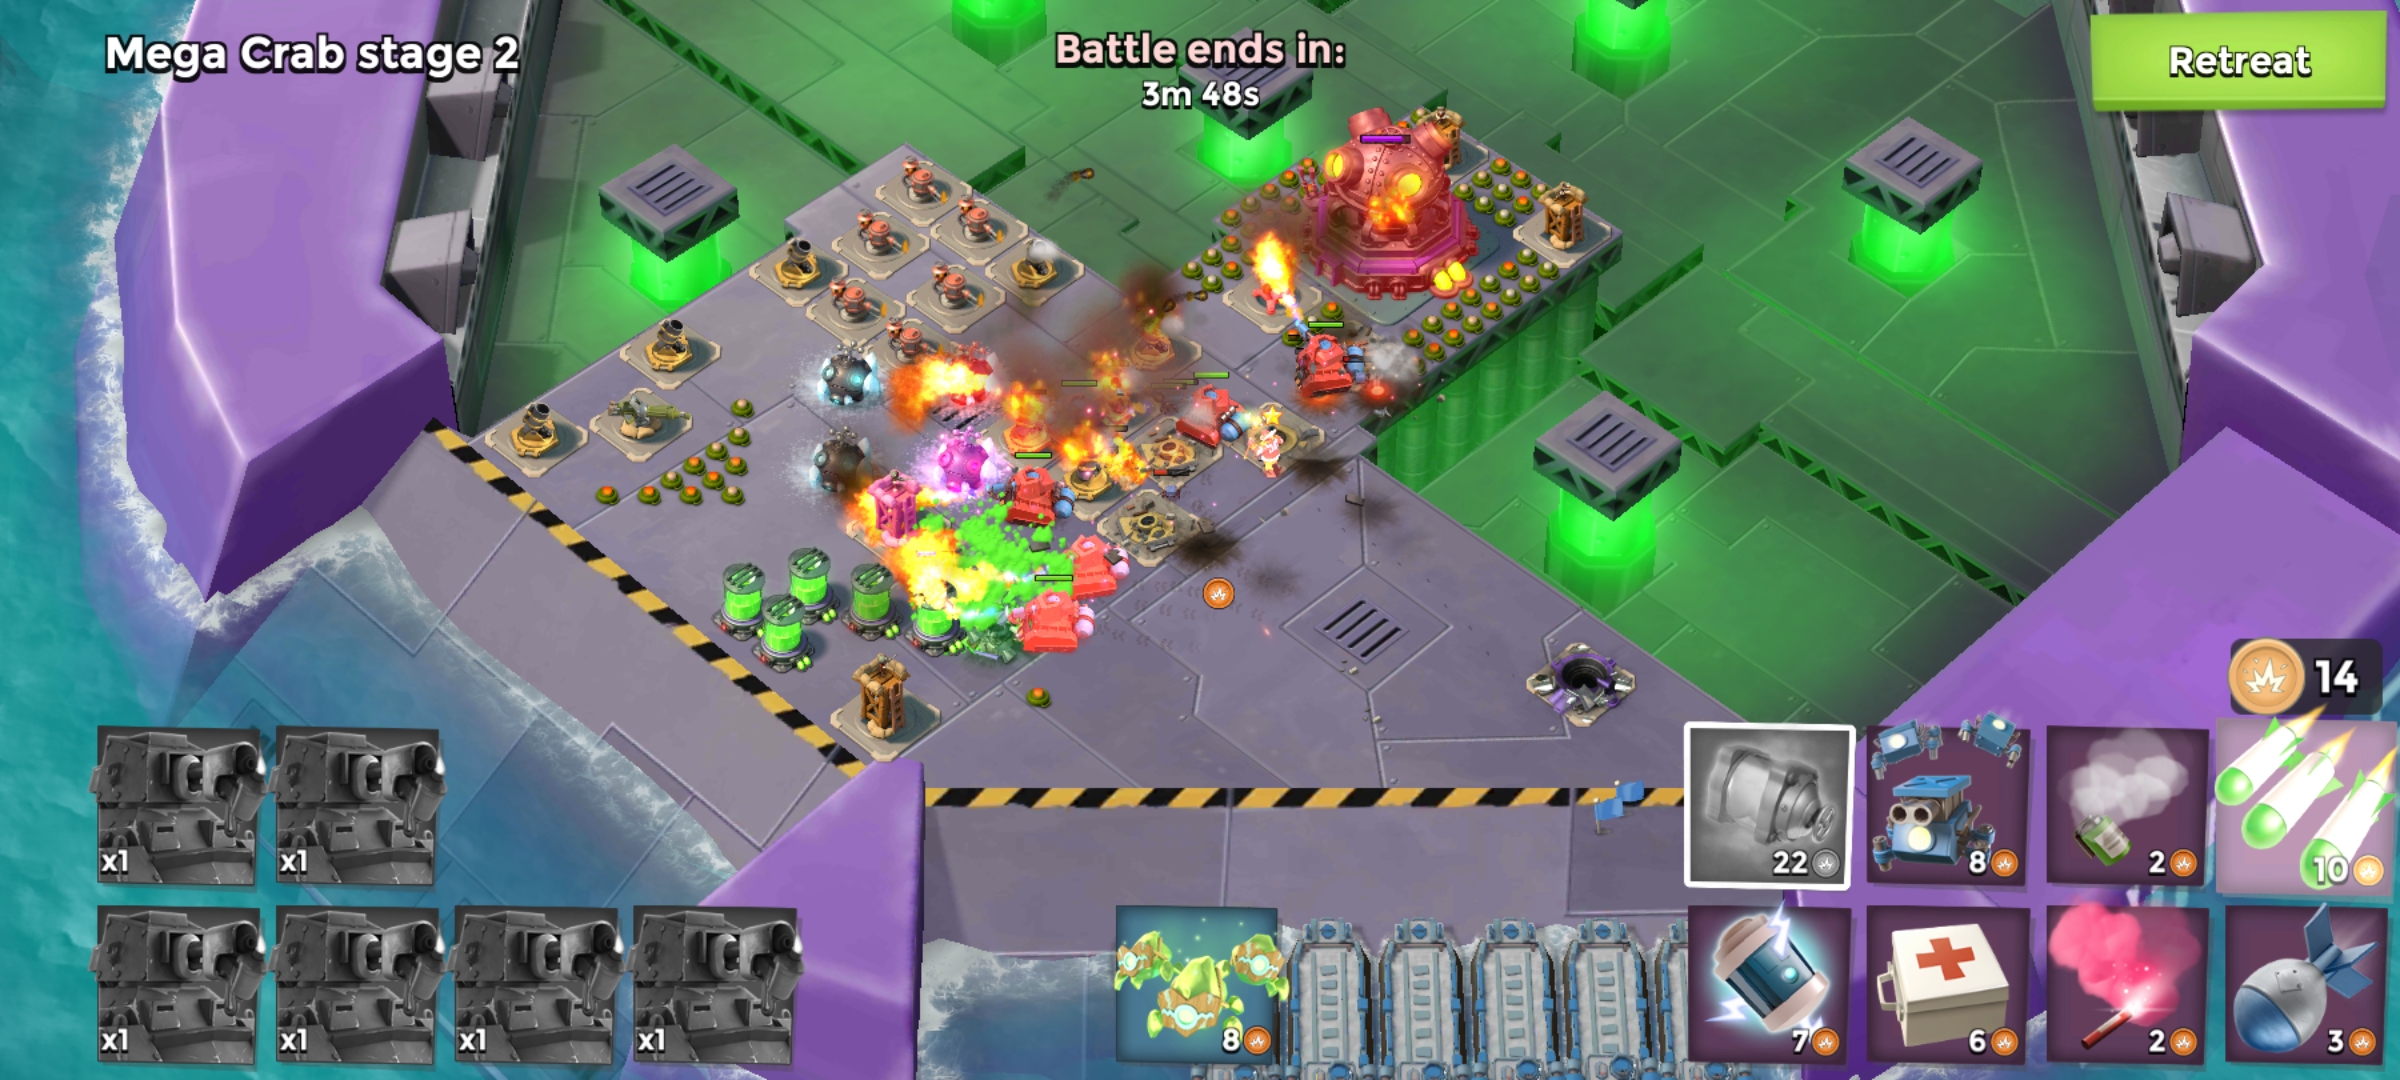 Mega Crab stage 2
Battle ends in:
3m 48s
Retreat
14
x1
x1
22
8
2
10
x1
x1
x1
x1
8
7
6
2
3